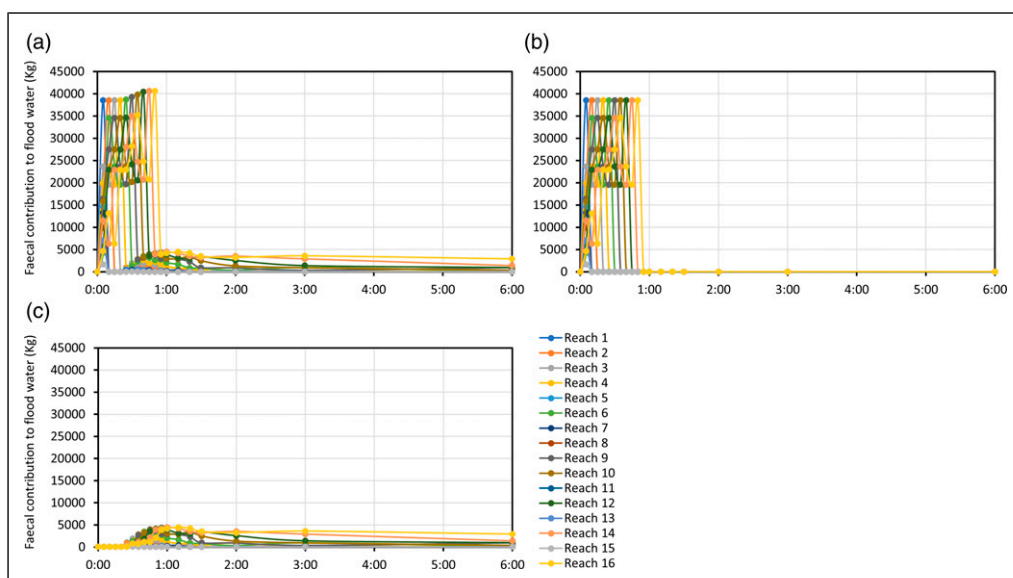 (a)
Faecal contribution to flood water (Kg)
45000
40000
35000
30000
25000
20000
15000
10000
5000
0
0:00 1:00 2:00 3:00 4:00 5:00 6:00
(b)
45000
40000
35000
30000
25000
20000
15000
10000
5000
0
0:00 1:00 2:00 3:00 4:00 5:00 6:00
(c)
Faecal contribution to flood water (Kg)
45000
40000
35000
30000
25000
20000
15000
10000
5000
0
0:00 1:00 2:00 3:00 4:00 5:00 6:00
Reach 1
Reach 2
Reach 3
Reach 4
Reach 5
Reach 6
Reach 7
Reach 8
Reach 9
Reach 10
Reach 11
Reach 12
Reach 13
Reach 14
Reach 15
Reach 16